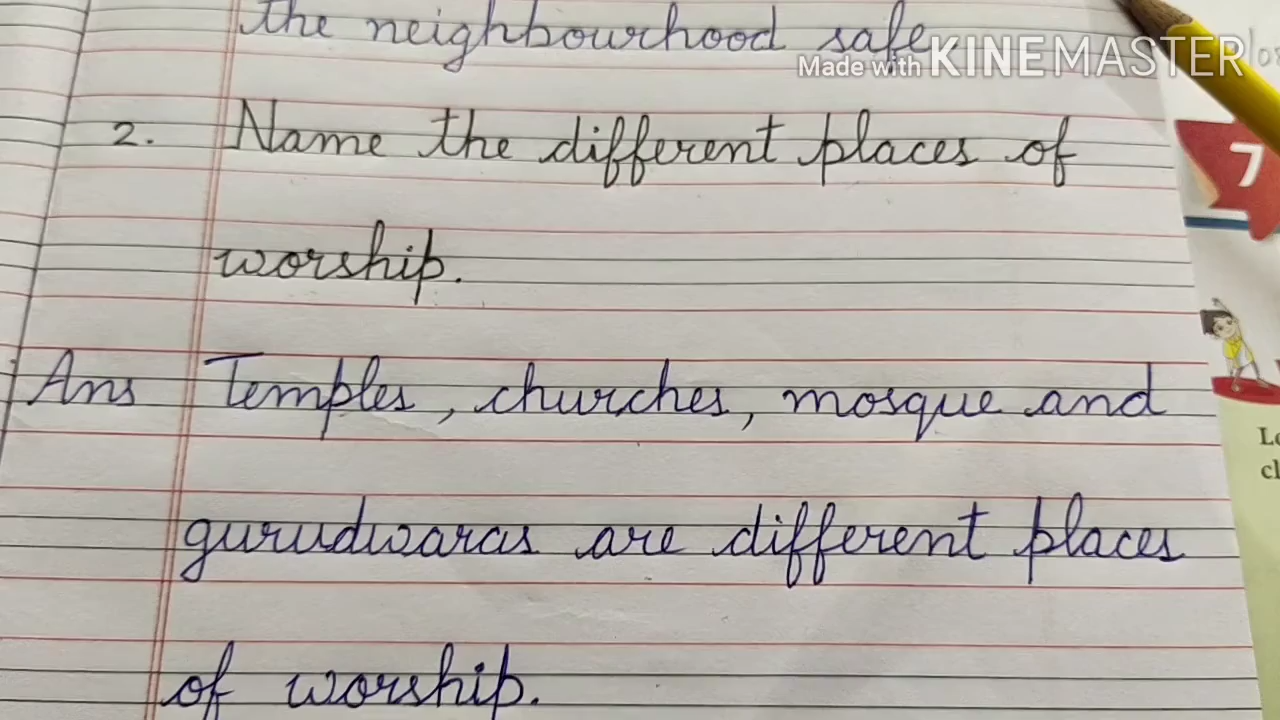 the neighbourhood safe.
Made with KINEMASTER
2. Name the different places of
worship.
7
Ans Temples, churches, mosque and
gurudwaras are different places
of worship.